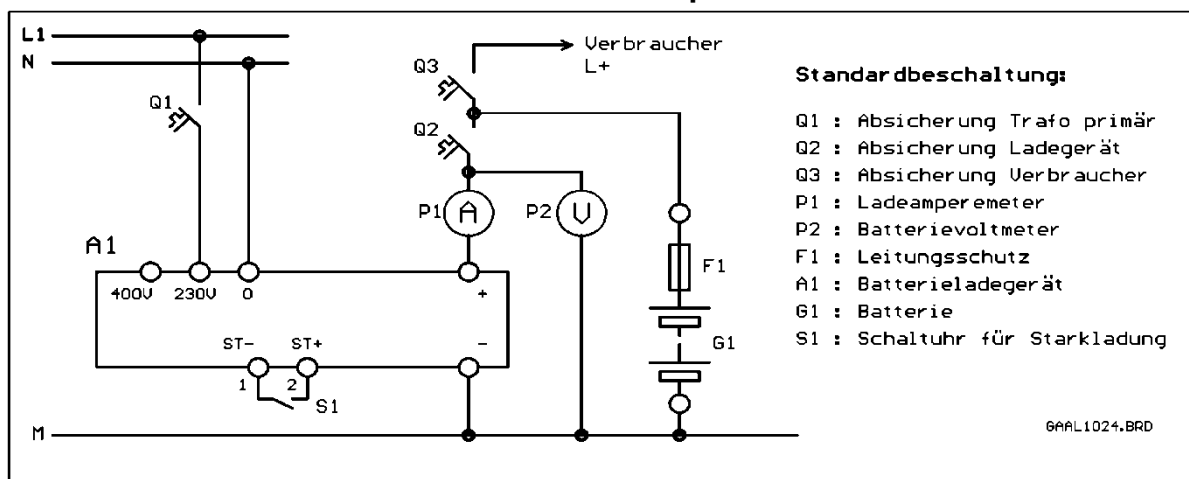 L1
N
Verbraucher
L+
Q3
Q1
Q2
P1 A
P2 V
A1
400V 230V 0 +
F1
ST- ST+ -
1 2
S1
G1
M
Standardbeschaltung:
Q1 : Absicherung Trafo primär
Q2 : Absicherung Ladegerät
Q3 : Absicherung Verbraucher
P1 : Ladeamperemeter
P2 : Batterievoltmeter
F1 : Leitungsschutz
A1 : Batterieladegerät
G1 : Batterie
S1 : Schaltuhr für Starkladung
GAAL1024.BRD